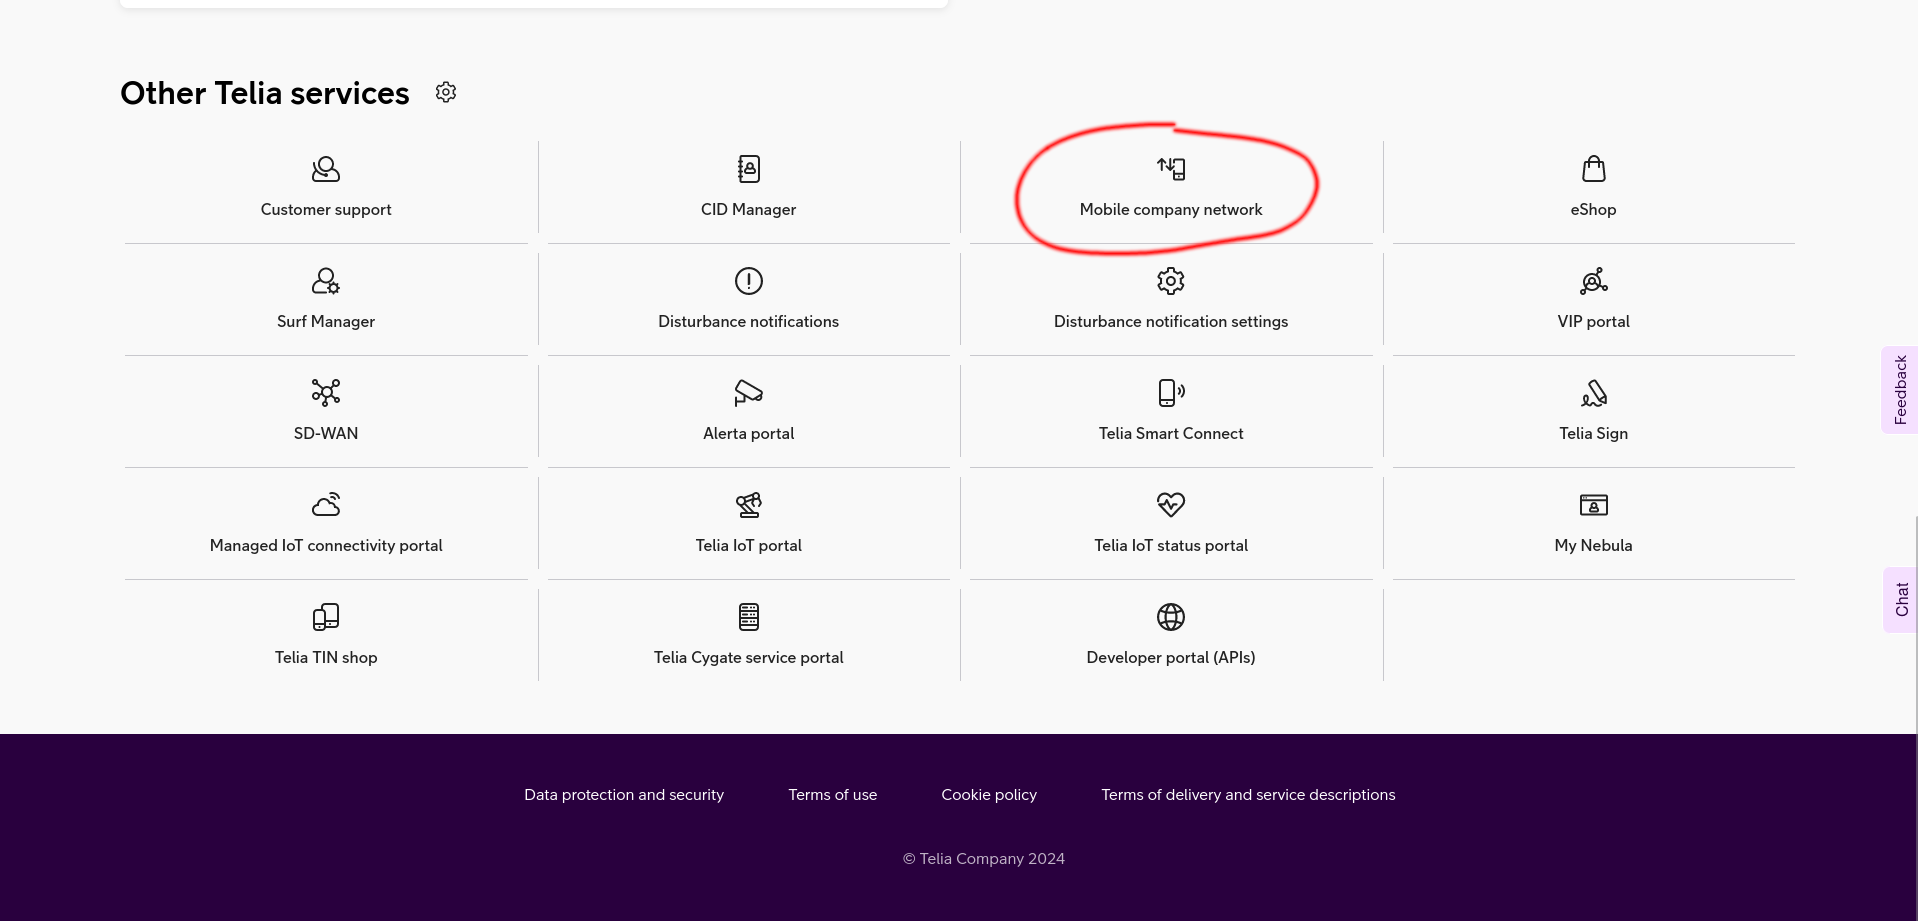 Other Telia services
Customer support
CID Manager
Mobile company network
eShop
Surf Manager
Disturbance notifications
Disturbance notification settings
VIP portal
SD-WAN
Alerta portal
Telia Smart Connect
Telia Sign
Managed IoT connectivity portal
Telia IoT portal
Telia IoT status portal
My Nebula
Telia TIN shop
Telia Cygate service portal
Developer portal (APIs)
Feedback
Chat
Data protection and security
Terms of use
Cookie policy
Terms of delivery and service descriptions
© Telia Company 2024